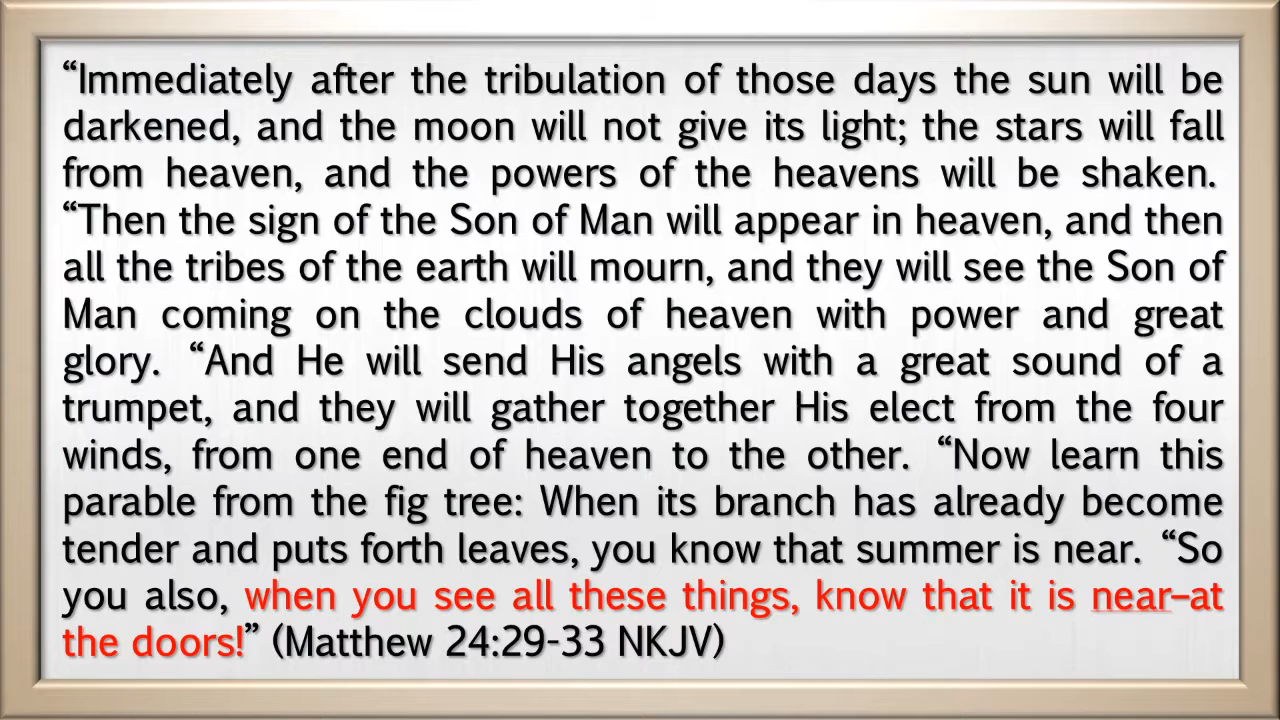 “Immediately after the tribulation of those days the sun will be
darkened, and the moon will not give its light; the stars will fall
from heaven, and the powers of the heavens will be shaken.
“Then the sign of the Son of Man will appear in heaven, and then
all the tribes of the earth will mourn, and they will see the Son of
Man coming on the clouds of heaven with power and great
glory. “And He will send His angels with a great sound of a
trumpet, and they will gather together His elect from the four
winds, from one end of heaven to the other. “Now learn this
parable from the fig tree: When its branch has already become
tender and puts forth leaves, you know that summer is near. “So
you also, when you see all these things, know that it is near–at
the doors!” (Matthew 24:29-33 NKJV)